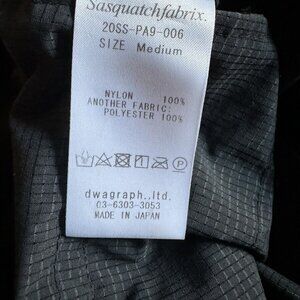 Sasquatchfabrix.
20SS-PA9-006
SIZE Medium
NYLON 100%
ANOTHER FABRIC:
POLYESTER 100%
dwagraph.,ltd.
03-6303-3053
MADE IN JAPAN